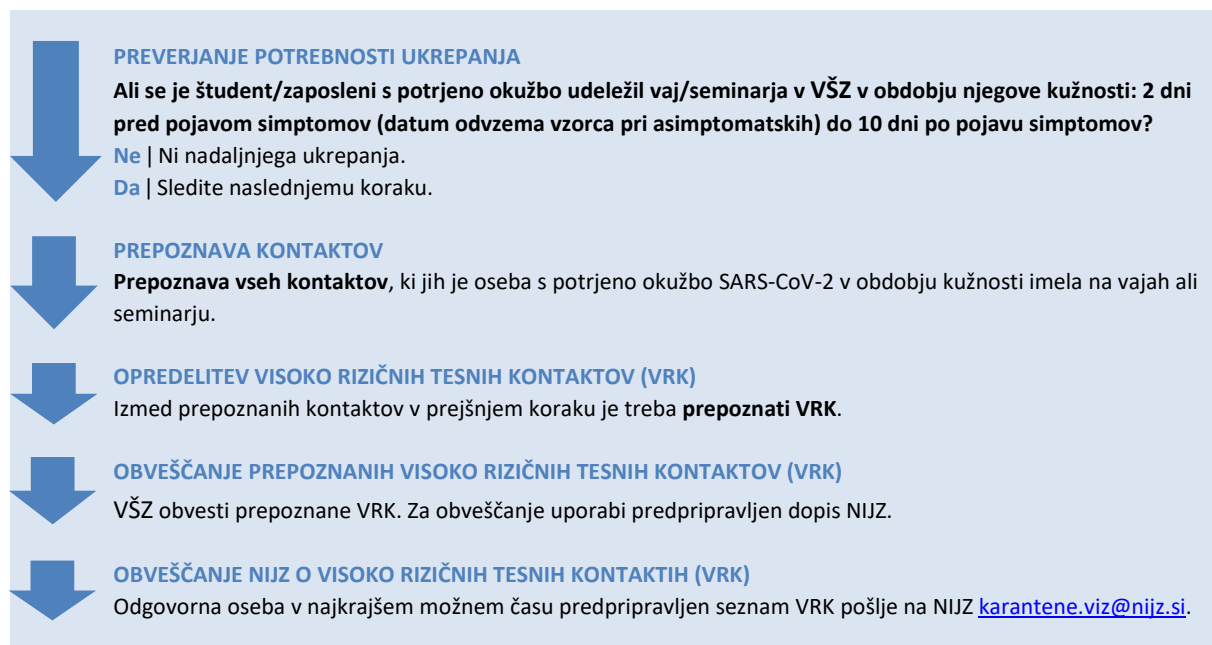 PREVERJANJE POTREBNOSTI UKREPANJA
Ali se je študent/zaposleni s potrjeno okužbo udeležil vaj/seminarja v VŠZ v obdobju njegove kužnosti: 2 dni
pred pojavom simptomov (datum odvzema vzorca pri asimptomatskih) do 10 dni po pojavu simptomov?
Ne | Ni nadaljnjega ukrepanja.
Da | Sledite naslednjemu koraku.
PREPOZNAVA KONTAKTOV
Prepoznava vseh kontaktov, ki jih je oseba s potrjeno okužbo SARS-CoV-2 v obdobju kužnosti imela na vajah ali
seminarju.
OPREDELITEV VISOKO RIZIČNIH TESNIH KONTAKTOV (VRK)
Izmed prepoznanih kontaktov v prejšnjem koraku je treba prepoznati VRK.
OBVEŠČANJE PREPOZNANIH VISOKO RIZIČNIH TESNIH KONTAKTOV (VRK)
VŠZ obvesti prepoznane VRK. Za obveščanje uporabi predpripravljen dopis NIJZ.
OBVEŠČANJE NIJZ O VISOKO RIZIČNIH TESNIH KONTAKTIH (VRK)
Odgovorna oseba v najkrajšem možnem času predpripravljen seznam VRK pošlje na NIJZ karantene.viz@nijz.si.